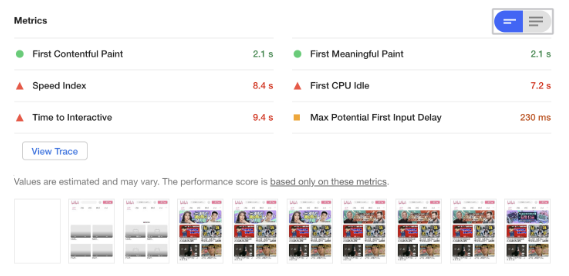 Metrics
First Contentful Paint 2.1 s
First Meaningful Paint 2.1 s
Speed Index 8.4 s
First CPU Idle 7.2 s
Time to Interactive 9.4 s
Max Potential First Input Delay 230 ms
View Trace
Values are estimated and may vary. The performance score is based only on these metrics.